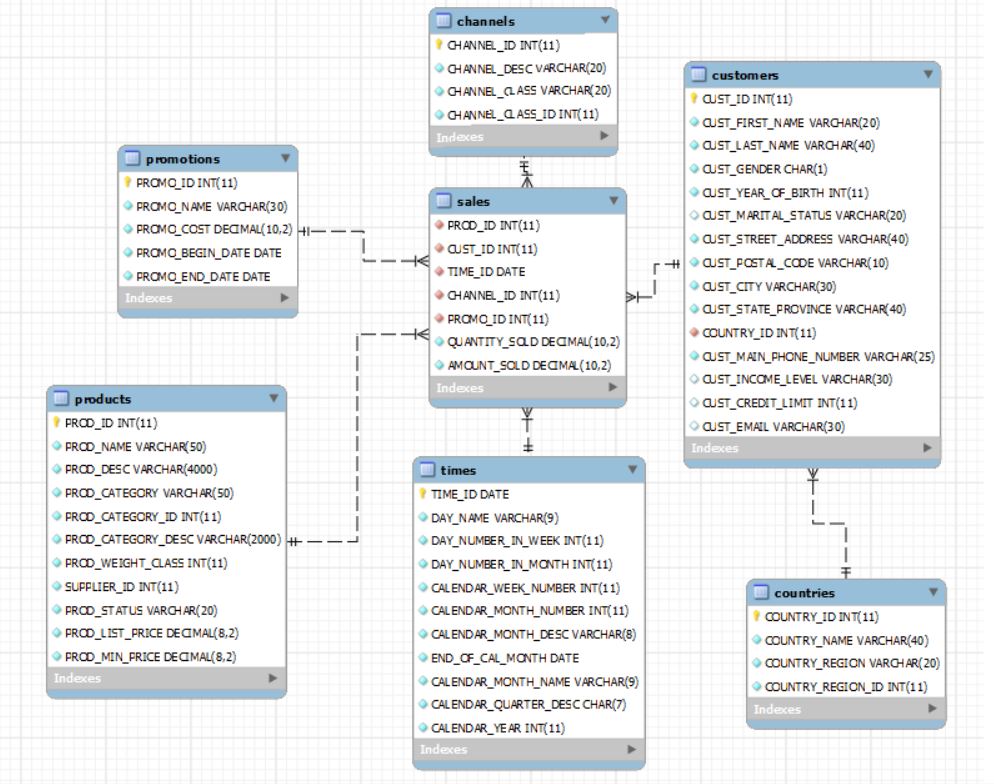 channels
CHANNEL_ID INT(11)
CHANNEL_DESC VARCHAR(20)
CHANNEL_CLASS VARCHAR(20)
CHANNEL_CLASS_ID INT(11)
Indexes
customers
CUST_ID INT(11)
CUST_FIRST_NAME VARCHAR(20)
CUST_LAST_NAME VARCHAR(40)
CUST_GENDER CHAR(1)
CUST_YEAR_OF_BIRTH INT(11)
CUST_MARITAL_STATUS VARCHAR(20)
CUST_STREET_ADDRESS VARCHAR(40)
CUST_POSTAL_CODE VARCHAR(10)
CUST_CITY VARCHAR(30)
CUST_STATE_PROVINCE VARCHAR(40)
COUNTRY_ID INT(11)
CUST_MAIN_PHONE_NUMBER VARCHAR(25)
CUST_INCOME_LEVEL VARCHAR(30)
CUST_CREDIT_LIMIT INT(11)
CUST_EMAIL VARCHAR(30)
Indexes
promotions
PROMO_ID INT(11)
PROMO_NAME VARCHAR(30)
PROMO_COST DECIMAL(10,2)
PROMO_BEGIN_DATE DATE
PROMO_END_DATE DATE
Indexes
sales
PROD_ID INT(11)
CUST_ID INT(11)
TIME_ID DATE
CHANNEL_ID INT(11)
PROMO_ID INT(11)
QUANTITY_SOLD DECIMAL(10,2)
AMOUNT_SOLD DECIMAL(10,2)
Indexes
products
PROD_ID INT(11)
PROD_NAME VARCHAR(50)
PROD_DESC VARCHAR(4000)
PROD_CATEGORY VARCHAR(50)
PROD_CATEGORY_ID INT(11)
PROD_CATEGORY_DESC VARCHAR(2000)
PROD_WEIGHT_CLASS INT(11)
SUPPLIER_ID INT(11)
PROD_STATUS VARCHAR(20)
PROD_LIST_PRICE DECIMAL(8,2)
PROD_MIN_PRICE DECIMAL(8,2)
Indexes
times
TIME_ID DATE
DAY_NAME VARCHAR(9)
DAY_NUMBER_IN_WEEK INT(11)
DAY_NUMBER_IN_MONTH INT(11)
CALENDAR_WEEK_NUMBER INT(11)
CALENDAR_MONTH_NUMBER INT(11)
CALENDAR_MONTH_DESC VARCHAR(8)
END_OF_CAL_MONTH DATE
CALENDAR_MONTH_NAME VARCHAR(9)
CALENDAR_QUARTER_DESC CHAR(7)
CALENDAR_YEAR INT(11)
Indexes
countries
COUNTRY_ID INT(11)
COUNTRY_NAME VARCHAR(40)
COUNTRY_REGION VARCHAR(20)
COUNTRY_REGION_ID INT(11)
Indexes